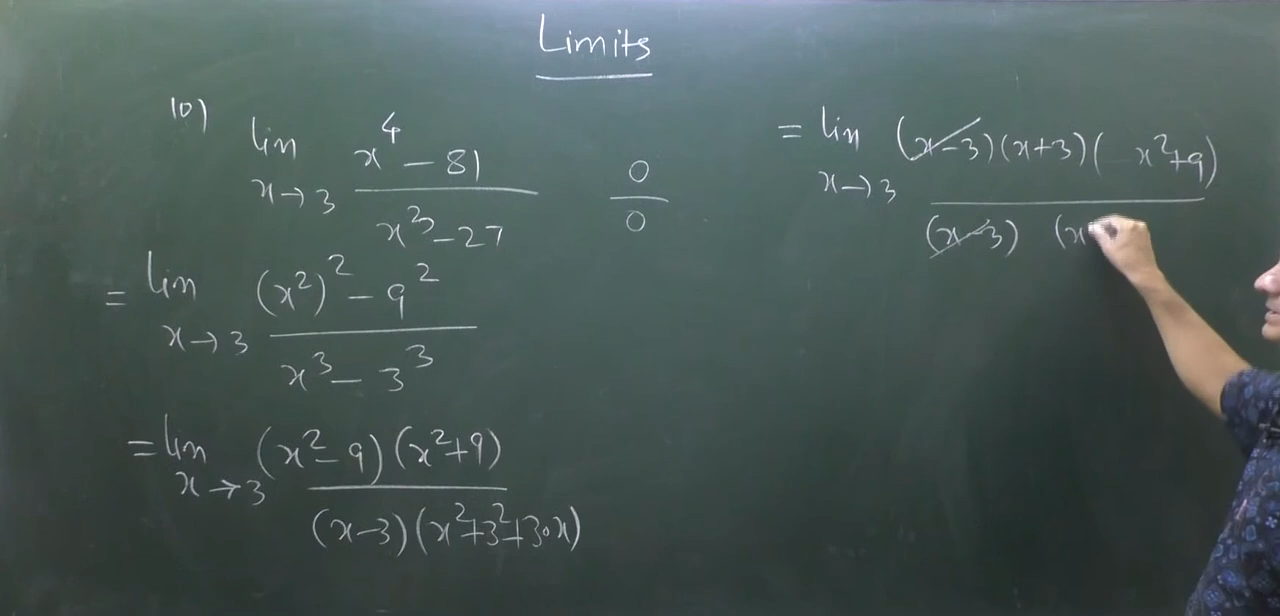 Limits
10) lim x→3 x⁴ - 81 / x³ - 27 0/0
= lim x→3 (x²)² - 9² / x³ - 3³
= lim x→3 (x² - 9)(x² + 9) / (x-3)(x² + 3² + 3·x)
= lim x→3 (x-3)(x+3)( x² + 9) / (x-3) (x